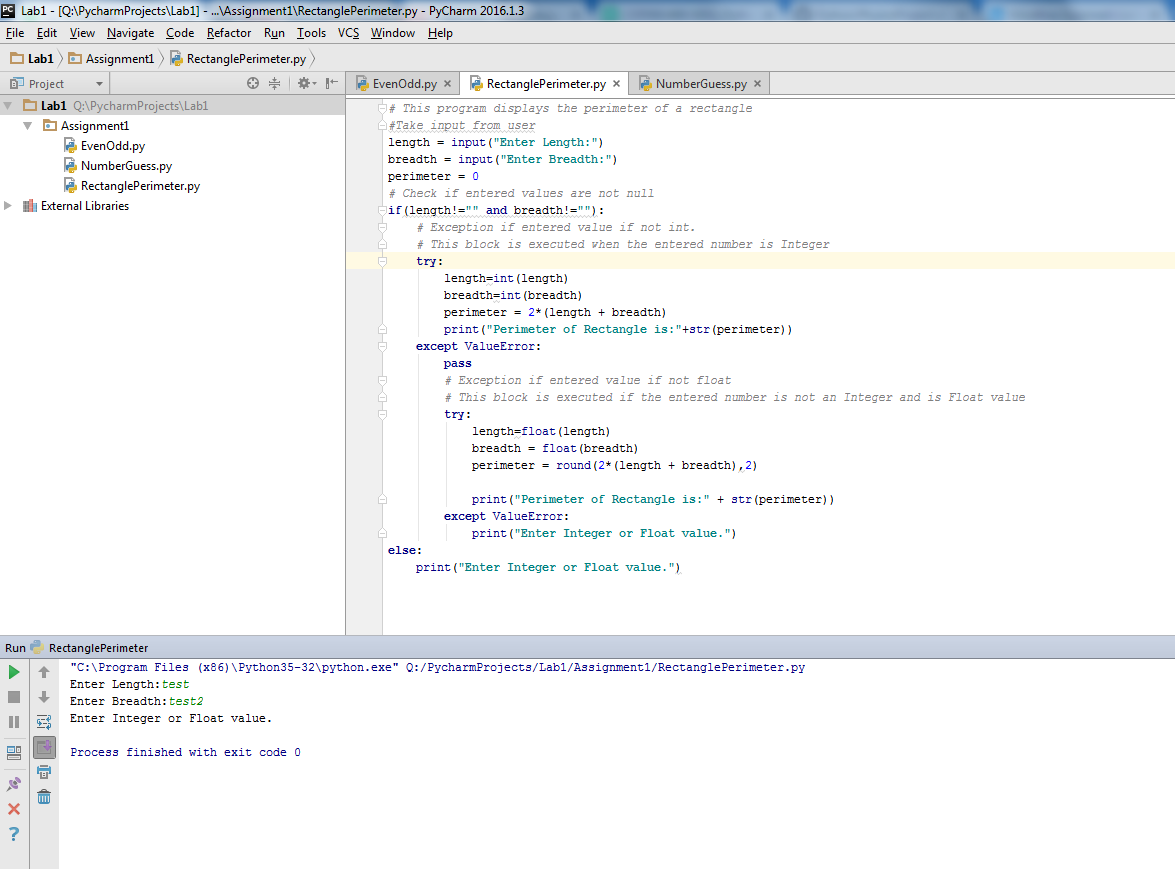 Lab1 - [Q:\PycharmProjects\Lab1] - ...\Assignment1\RectanglePerimeter.py - PyCharm 2016.1.3
File Edit View Navigate Code Refactor Run Tools VCS Window Help
Lab1 Assignment1 RectanglePerimeter.py
Project
EvenOdd.py RectanglePerimeter.py NumberGuess.py
Lab1 Q:\PycharmProjects\Lab1
Assignment1
EvenOdd.py
NumberGuess.py
RectanglePerimeter.py
External Libraries
# This program displays the perimeter of a rectangle
#Take input from user
length = input("Enter Length:")
breadth = input("Enter Breadth:")
perimeter = 0
# Check if entered values are not null
if(length!="" and breadth!=""):
    # Exception if entered value if not int.
    # This block is executed when the entered number is Integer
    try:
        length=int(length)
        breadth=int(breadth)
        perimeter = 2*(length + breadth)
        print("Perimeter of Rectangle is:"+str(perimeter))
    except ValueError:
        pass
        # Exception if entered value if not float
        # This block is executed if the entered number is not an Integer and is Float value
        try:
            length=float(length)
            breadth = float(breadth)
            perimeter = round(2*(length + breadth),2)
            print("Perimeter of Rectangle is:" + str(perimeter))
        except ValueError:
            print("Enter Integer or Float value.")
else:
    print("Enter Integer or Float value.")
Run RectanglePerimeter
"C:\Program Files (x86)\Python35-32\python.exe" Q:/PycharmProjects/Lab1/Assignment1/RectanglePerimeter.py
Enter Length:test
Enter Breadth:test2
Enter Integer or Float value.
Process finished with exit code 0